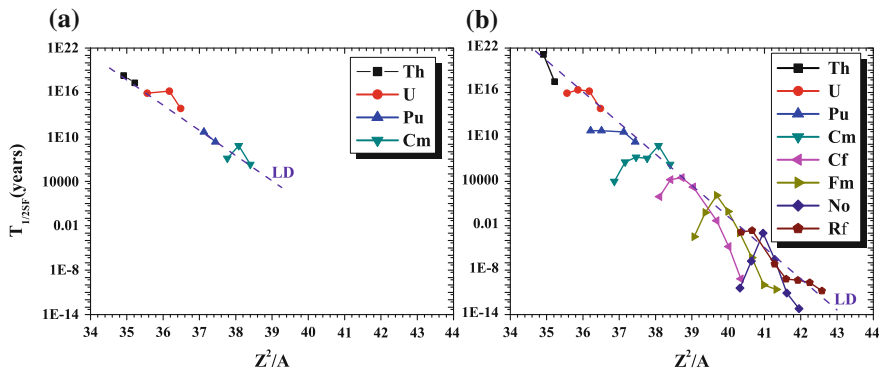 (a)
(b)
T1/2SF (years)
1E22
1E16
1E10
10000
0.01
1E-8
1E-14
Th
U
Pu
Cm
LD
34 35 36 37 38 39 40 41 42 43 44
Z²/A
1E22
1E16
1E10
10000
0.01
1E-8
1E-14
Th
U
Pu
Cm
Cf
Fm
No
Rf
LD
34 35 36 37 38 39 40 41 42 43 44
Z²/A